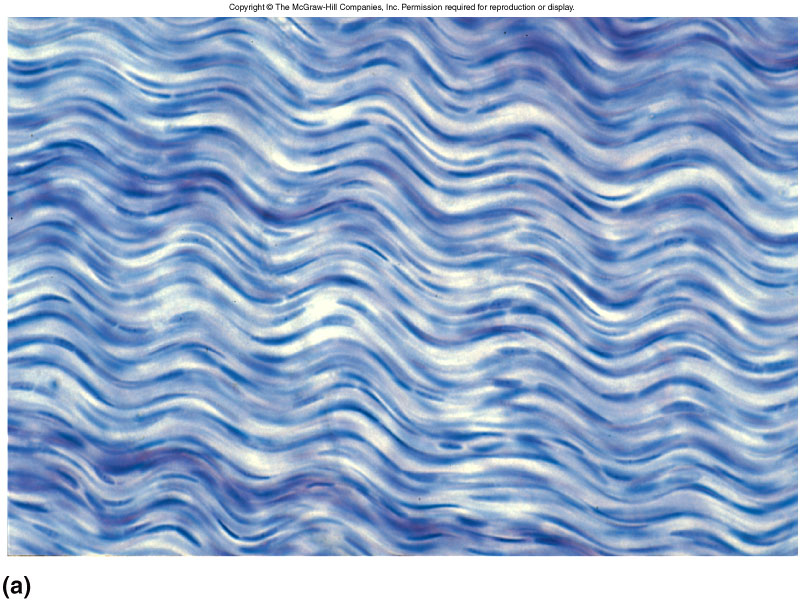 Copyright © The McGraw-Hill Companies, Inc. Permission required for reproduction or display.
(a)